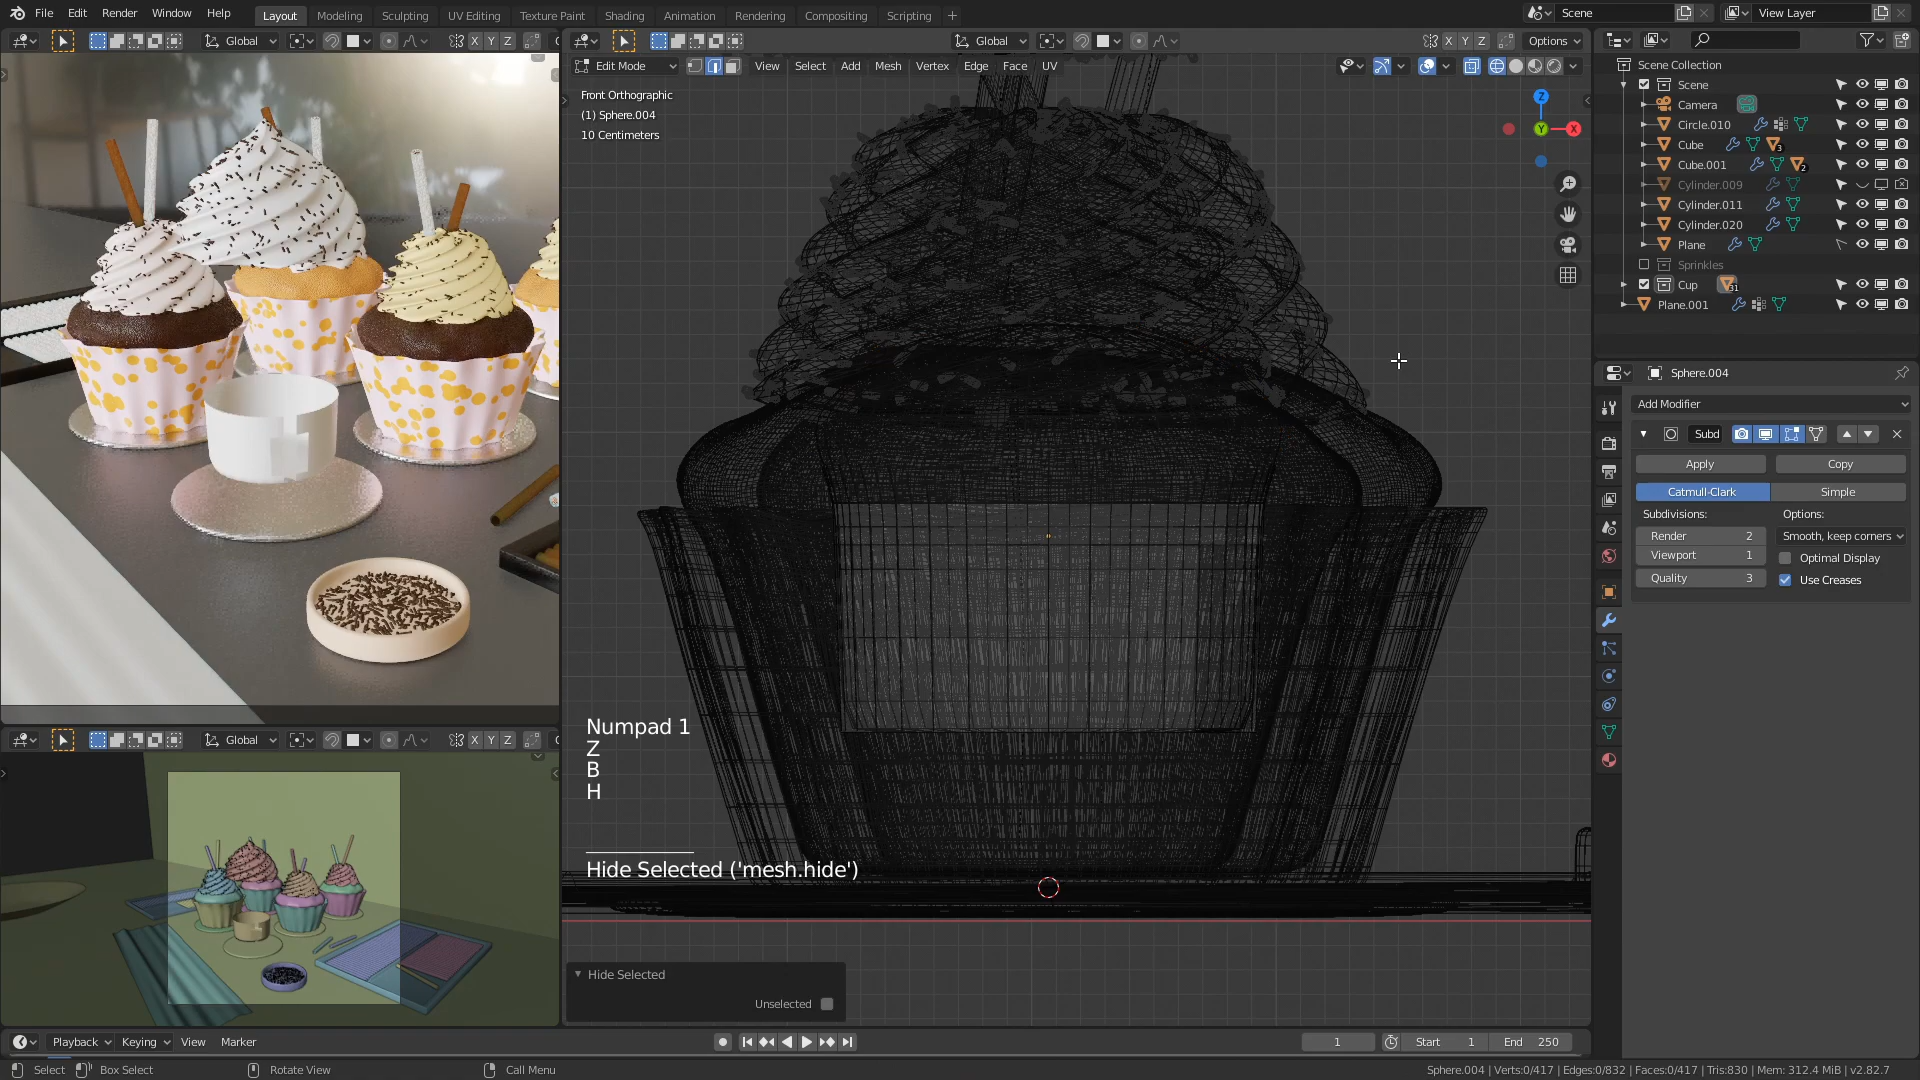 File Edit Render Window Help Layout Modeling Sculpting UV Editing Texture Paint Shading Animation Rendering Compositing Scripting + Scene View Layer
Global X Y Z
Global X Y Z Options
Edit Mode View Select Add Mesh Vertex Edge Face UV
Front Orthographic
(1) Sphere.004
10 Centimeters
Z
Y
X
Numpad 1
Z
B
H
Hide Selected ('mesh.hide')
Hide Selected
Unselected
Global X Y Z
Scene Collection
Scene
Camera
Circle.010
Cube 3
Cube.001 2
Cylinder.009
Cylinder.011
Cylinder.020
Plane
Sprinkles
Cup 31
Plane.001
Sphere.004
Add Modifier
Subd
Apply Copy
Catmull-Clark Simple
Subdivisions: Options:
Render 2 Smooth, keep corners
Viewport 1 Optimal Display
Quality 3 Use Creases
Playback Keying View Marker 1 Start 1 End 250
Select Box Select Rotate View Call Menu Sphere.004 | Verts:0/417 | Edges:0/832 | Faces:0/417 | Tris:830 | Mem: 312.4 MiB | v2.82.7